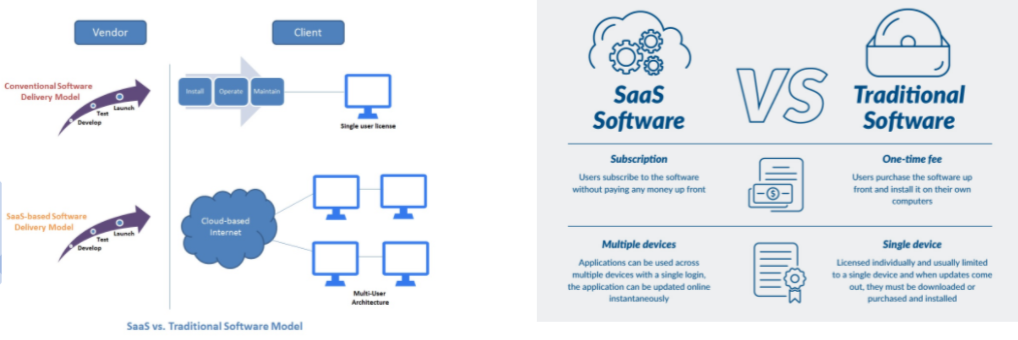 Vendor
Client
Conventional Software
Delivery Model
Develop
Test
Launch
Install
Operate
Maintain
Single user license
SaaS-based Software
Delivery Model
Develop
Test
Launch
Cloud-based
Internet
Multi-User
Architecture
SaaS vs. Traditional Software Model
SaaS
Software
VS
Traditional
Software
Subscription
Users subscribe to the software
without paying any money up front
$
One-time fee
Users purchase the software up
front and install it on their own
computers
Multiple devices
Applications can be used across
multiple devices with a single login,
the application can be updated online
instantaneously
Single device
Licensed individually and usually limited
to a single device and when updates come
out, they must be downloaded or
purchased and installed